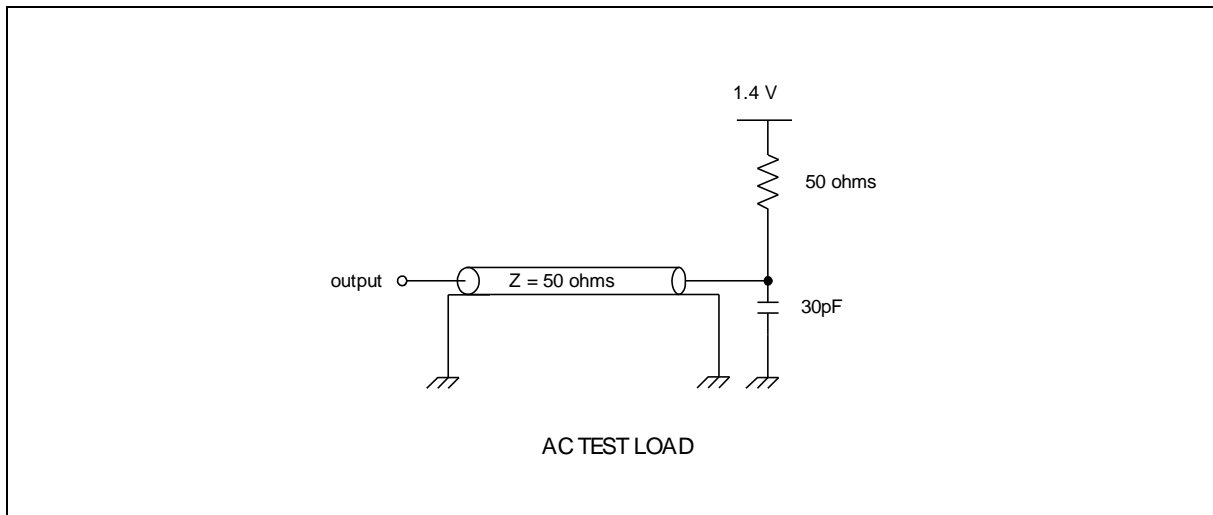 1.4 V
50 ohms
output
Z = 50 ohms
30pF
AC TEST LOAD